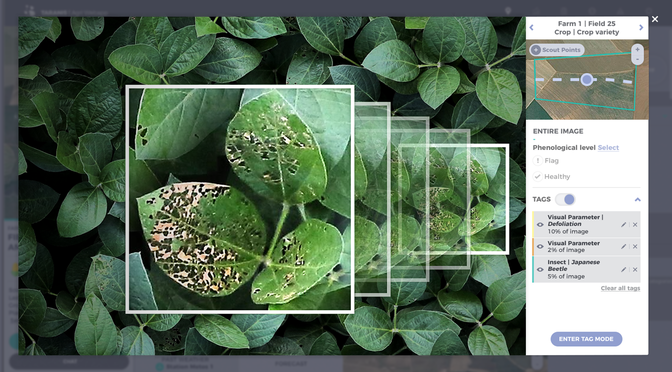 Farm 1 | Field 25
Crop | Crop variety
Scout Points
+
-
ENTIRE IMAGE
-
Phenological level Select
! Flag
Healthy
TAGS
Visual Parameter |
Defoliation
10% of image
Visual Parameter
2% of image
Insect | Japanese
Beetle
5% of image
Clear all tags
ENTER TAG MODE